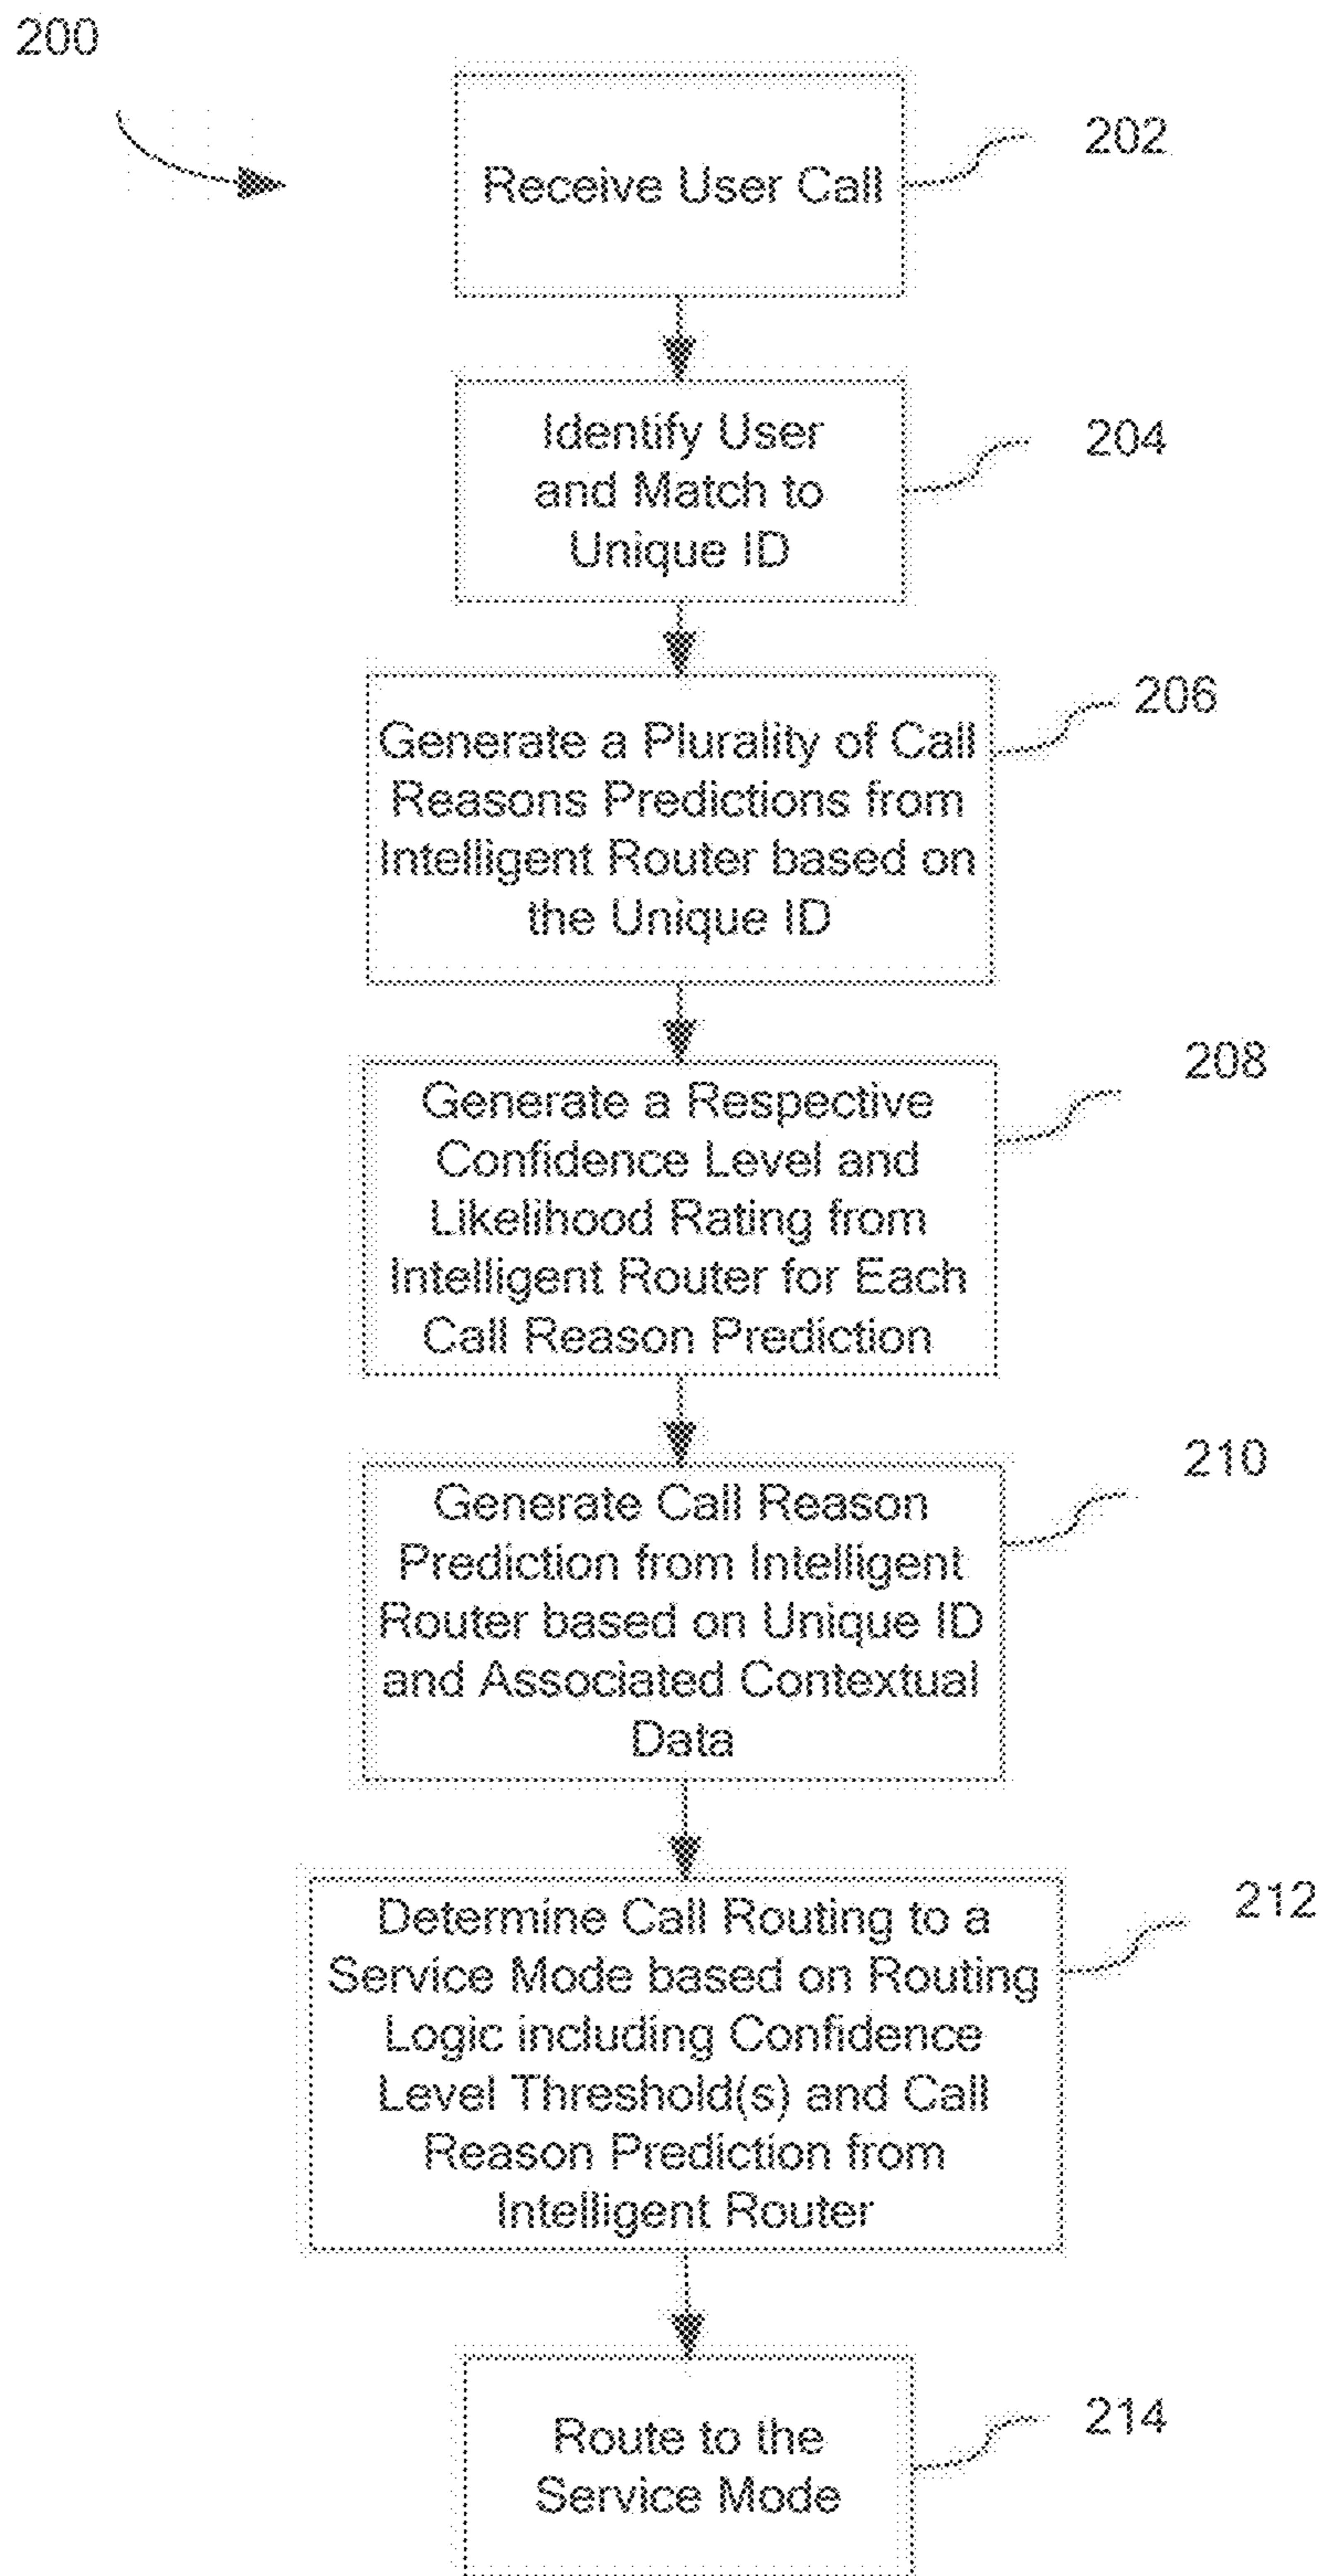 200
Receive User Call
202
Identify User
and Match to
Unique ID
204
Generate a Plurality of Call
Reasons Predictions from
Intelligent Router based on
the Unique ID
206
Generate a Respective
Confidence Level and
Likelihood Rating from
Intelligent Router for Each
Call Reason Prediction
208
Generate Call Reason
Prediction from Intelligent
Router based on Unique ID
and Associated Contextual
Data
210
Determine Call Routing to a
Service Mode based on Routing
Logic including Confidence
Level Threshold(s) and Call
Reason Prediction from
Intelligent Router
212
Route to the
Service Mode
214